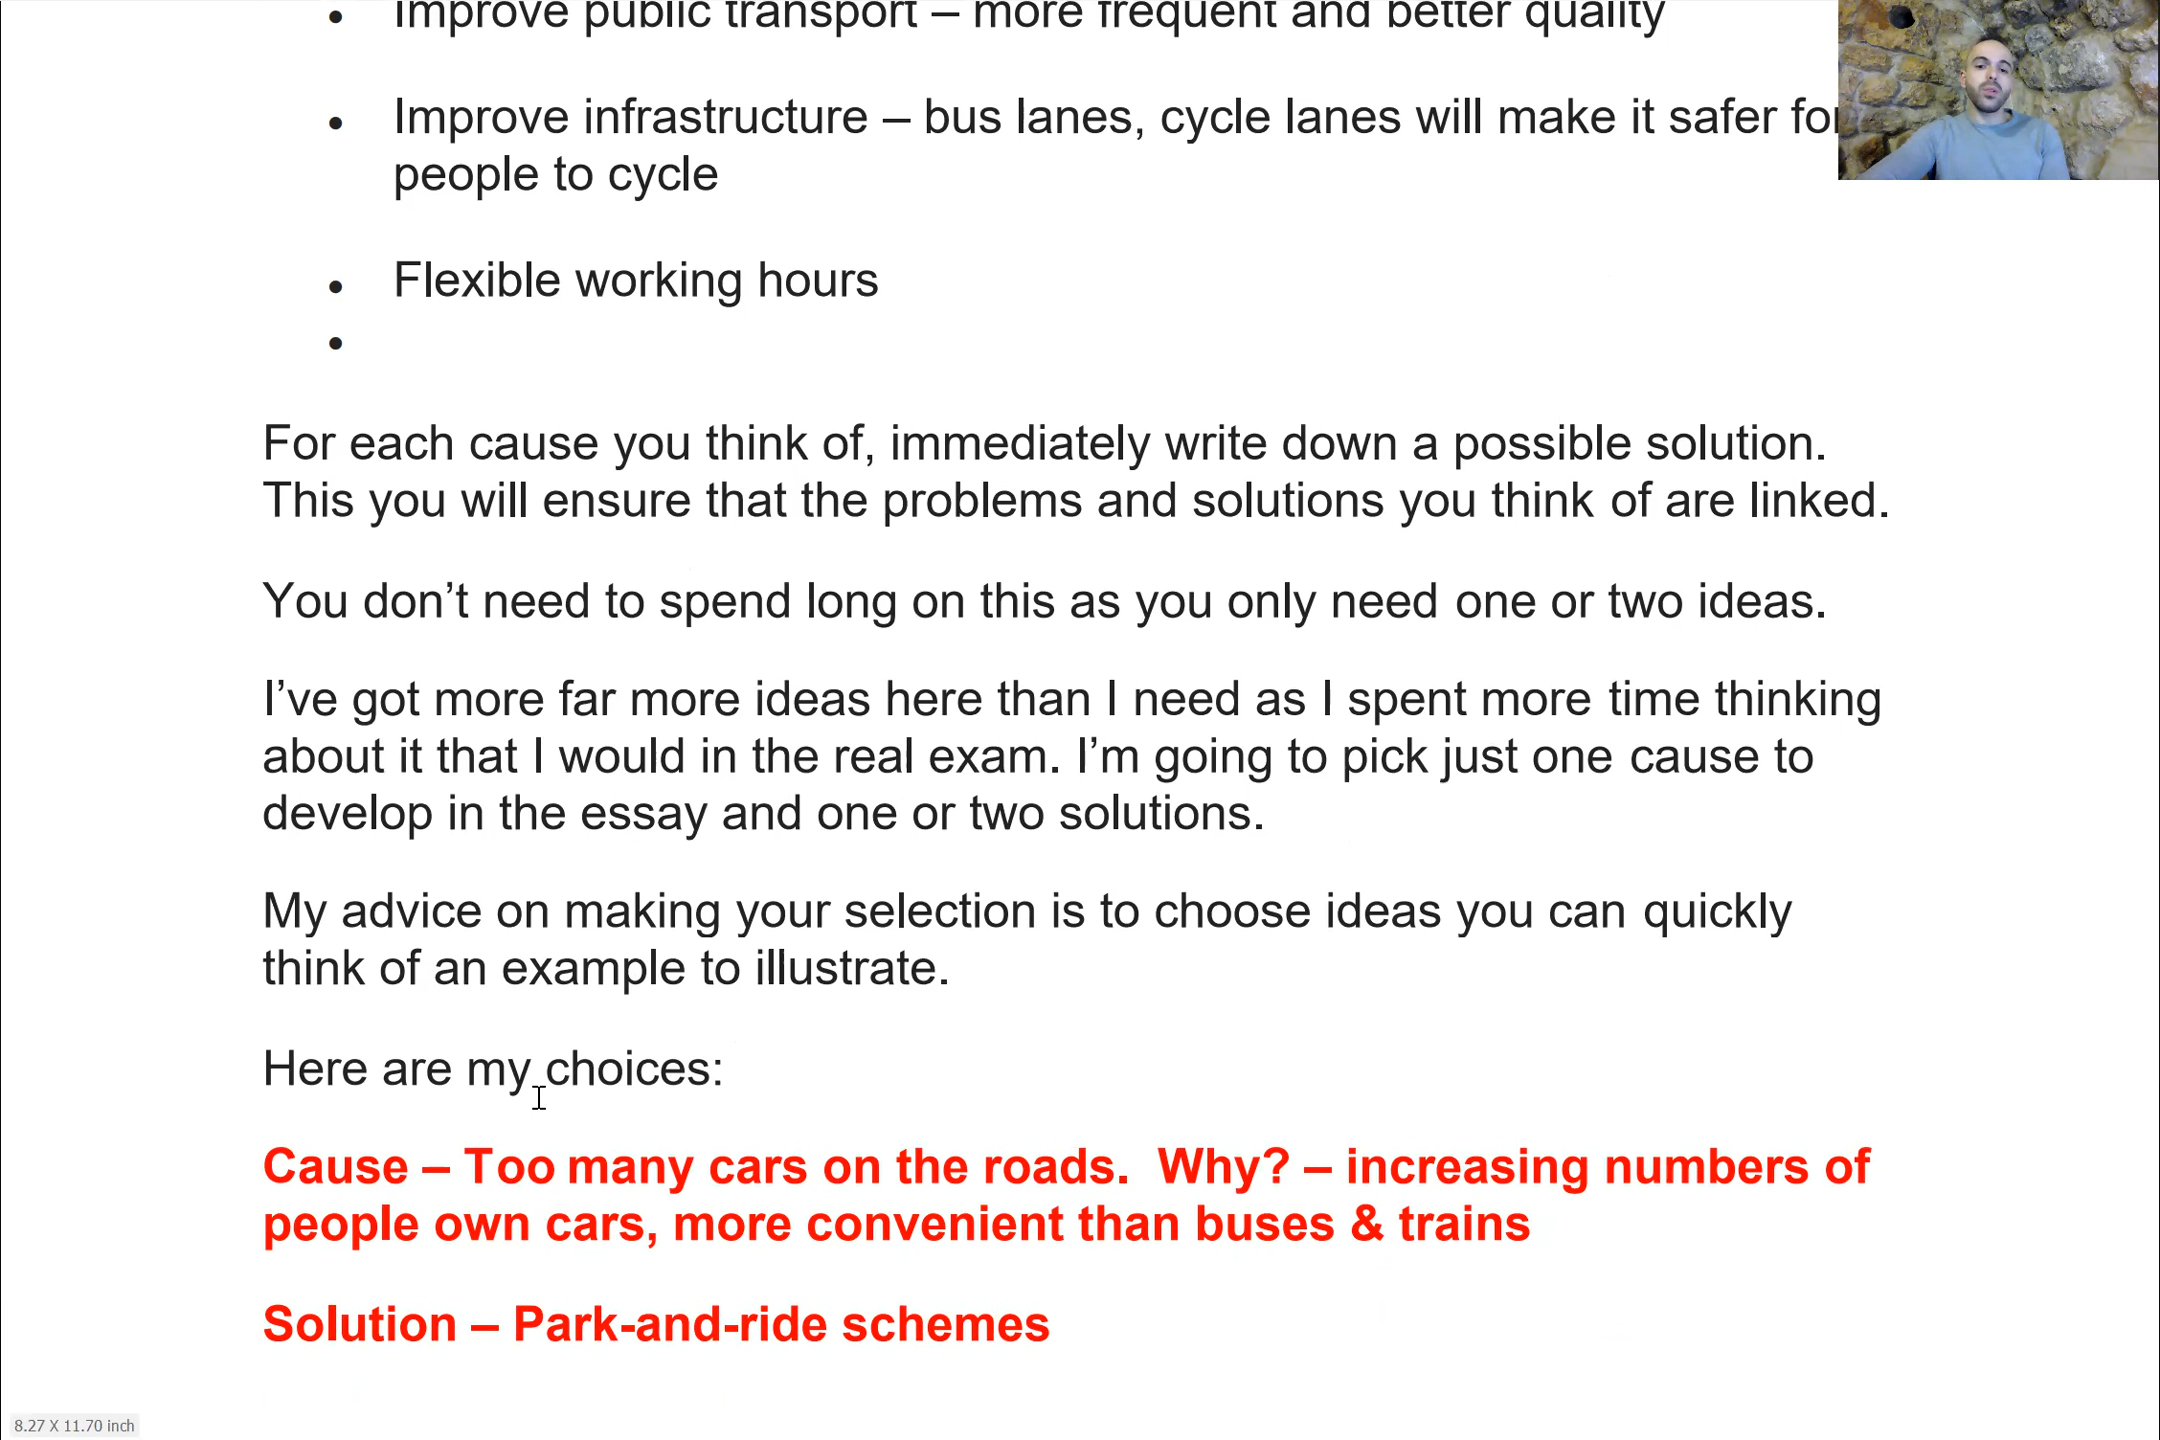 • Improve public transport – more frequent and better quality
• Improve infrastructure – bus lanes, cycle lanes will make it safer for
people to cycle
• Flexible working hours
•
For each cause you think of, immediately write down a possible solution.
This you will ensure that the problems and solutions you think of are linked.
You don’t need to spend long on this as you only need one or two ideas.
I’ve got more far more ideas here than I need as I spent more time thinking
about it that I would in the real exam. I’m going to pick just one cause to
develop in the essay and one or two solutions.
My advice on making your selection is to choose ideas you can quickly
think of an example to illustrate.
Here are my choices:
Cause – Too many cars on the roads.  Why? – increasing numbers of
people own cars, more convenient than buses & trains
Solution – Park-and-ride schemes
8.27 X 11.70 inch